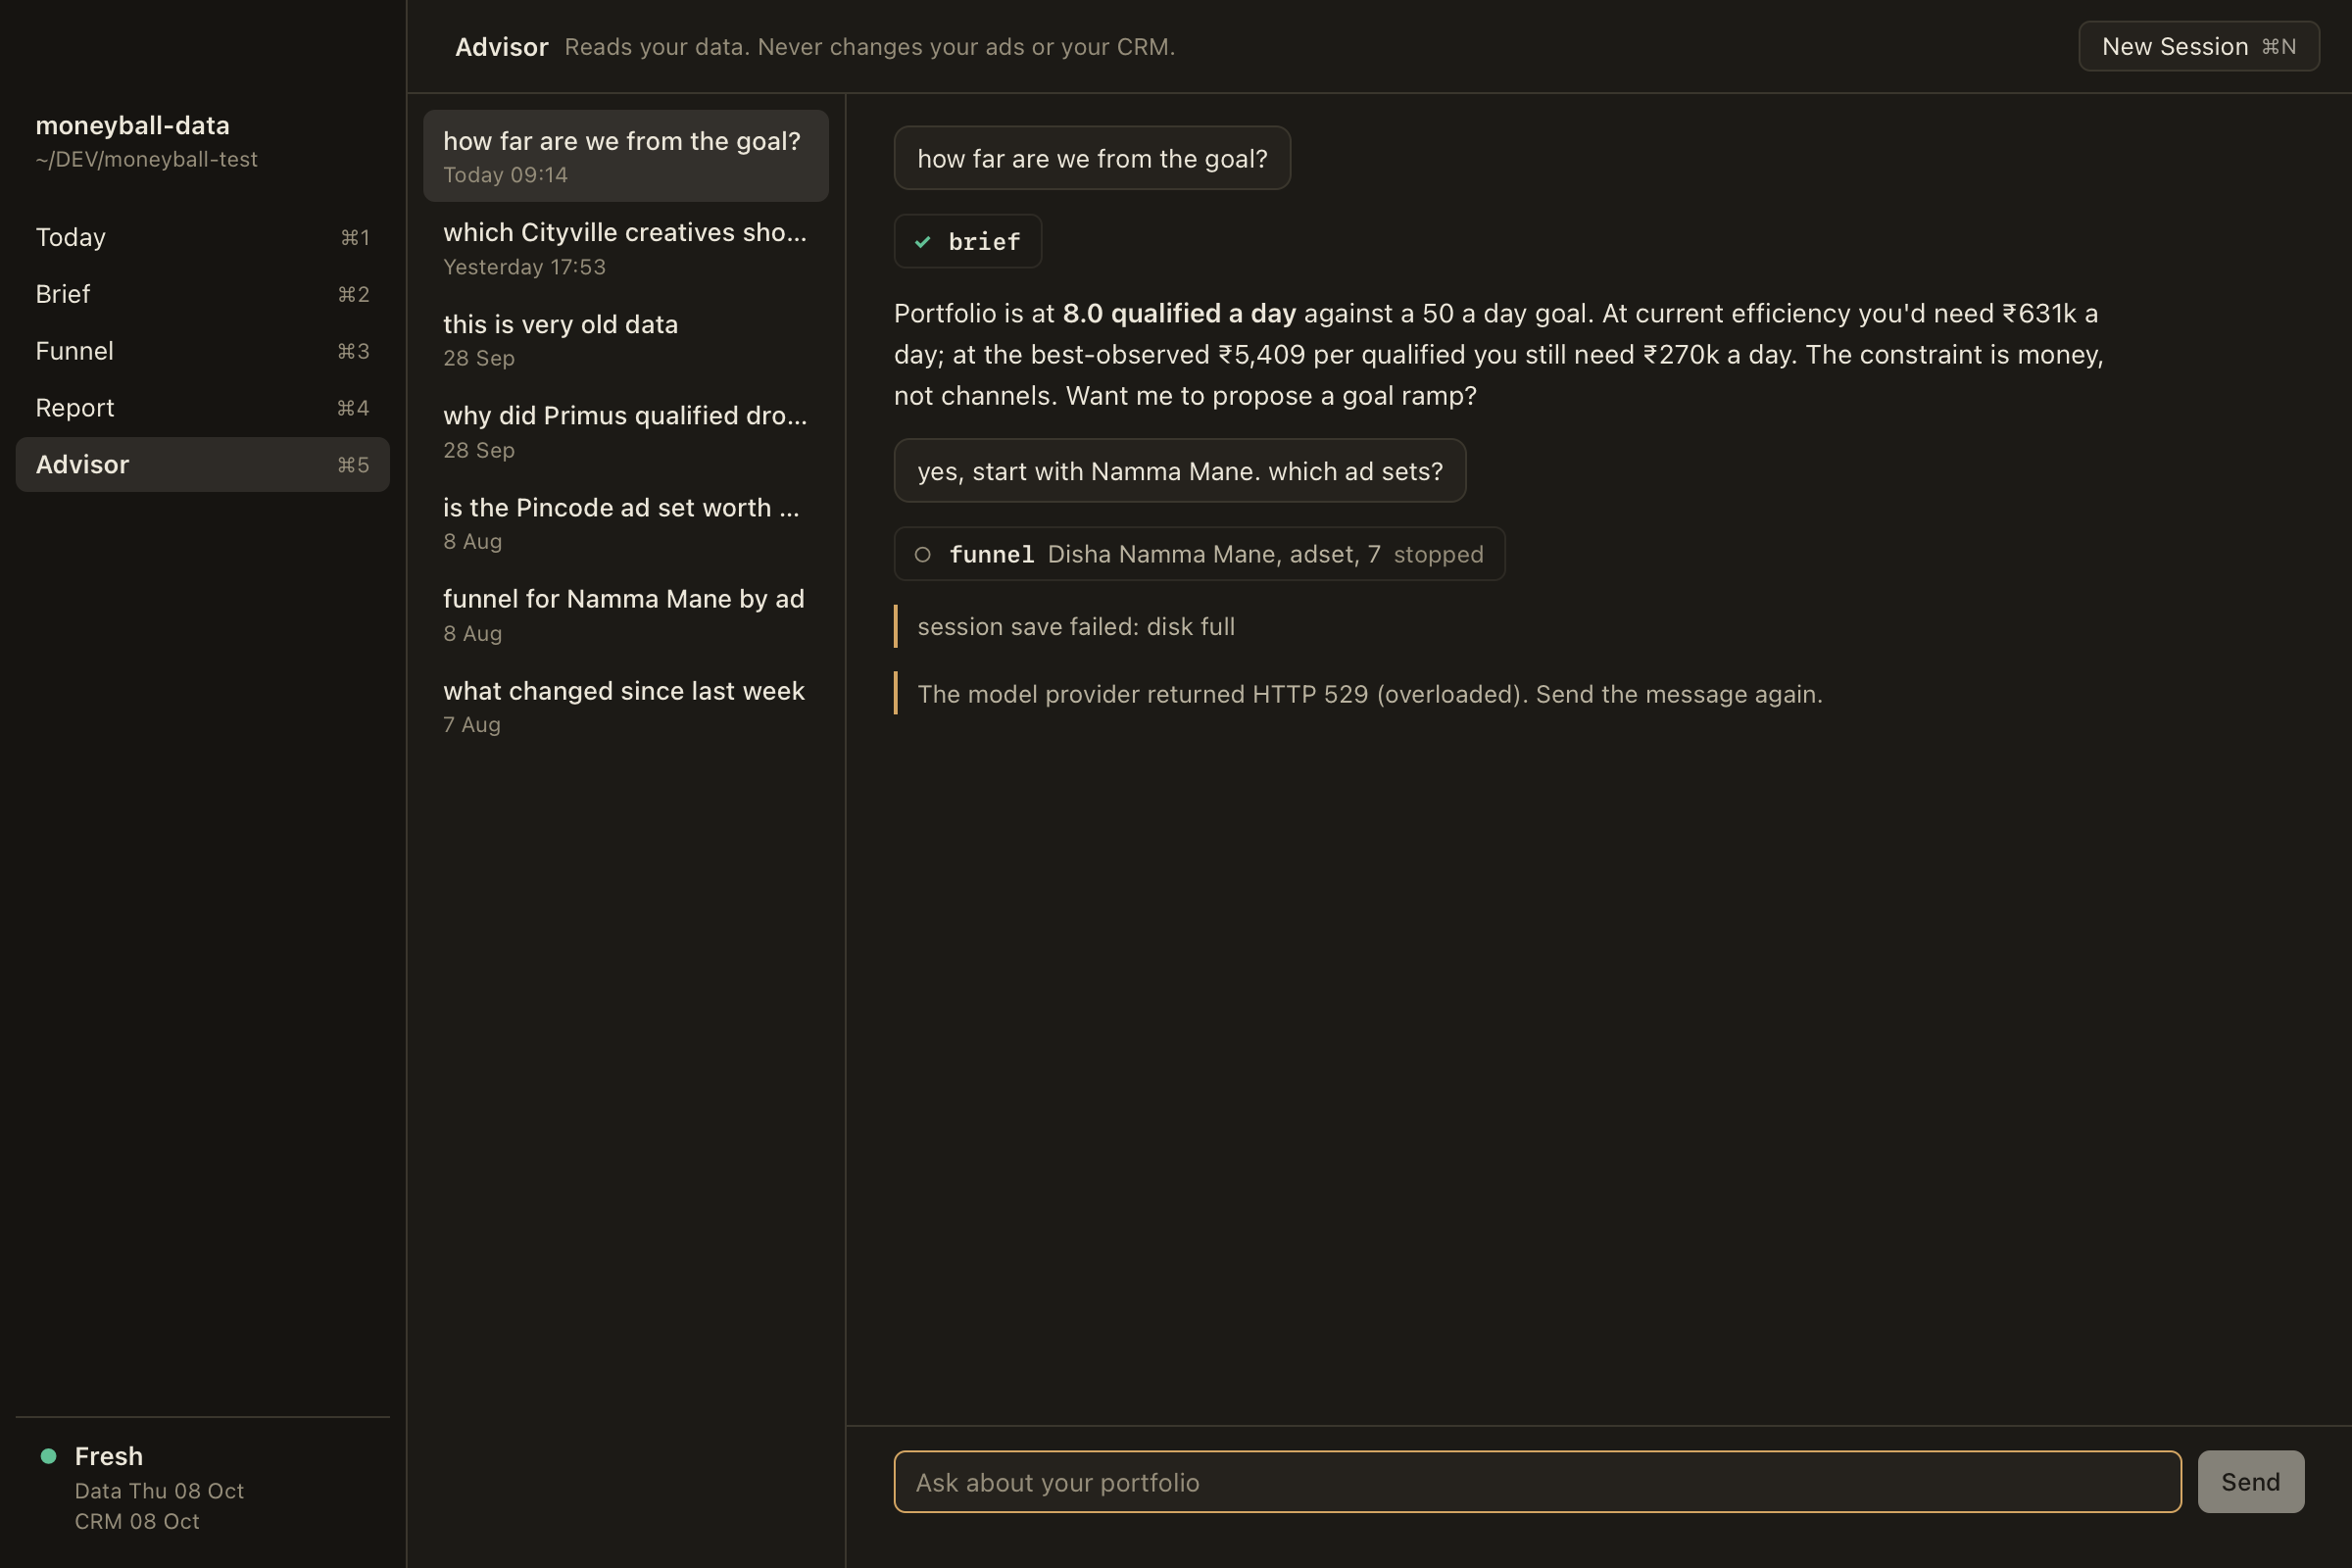 moneyball-data
~/DEV/moneyball-test
Today ⌘1
Brief ⌘2
Funnel ⌘3
Report ⌘4
Advisor ⌘5
Fresh
Data Thu 08 Oct
CRM 08 Oct
Advisor Reads your data. Never changes your ads or your CRM.
New Session ⌘N
how far are we from the goal?
Today 09:14
which Cityville creatives sho...
Yesterday 17:53
this is very old data
28 Sep
why did Primus qualified dro...
28 Sep
is the Pincode ad set worth ...
8 Aug
funnel for Namma Mane by ad
8 Aug
what changed since last week
7 Aug
how far are we from the goal?
✓ brief
Portfolio is at 8.0 qualified a day against a 50 a day goal. At current efficiency you'd need ₹631k a
day; at the best-observed ₹5,409 per qualified you still need ₹270k a day. The constraint is money,
not channels. Want me to propose a goal ramp?
yes, start with Namma Mane. which ad sets?
funnel Disha Namma Mane, adset, 7 stopped
session save failed: disk full
The model provider returned HTTP 529 (overloaded). Send the message again.
Ask about your portfolio
Send